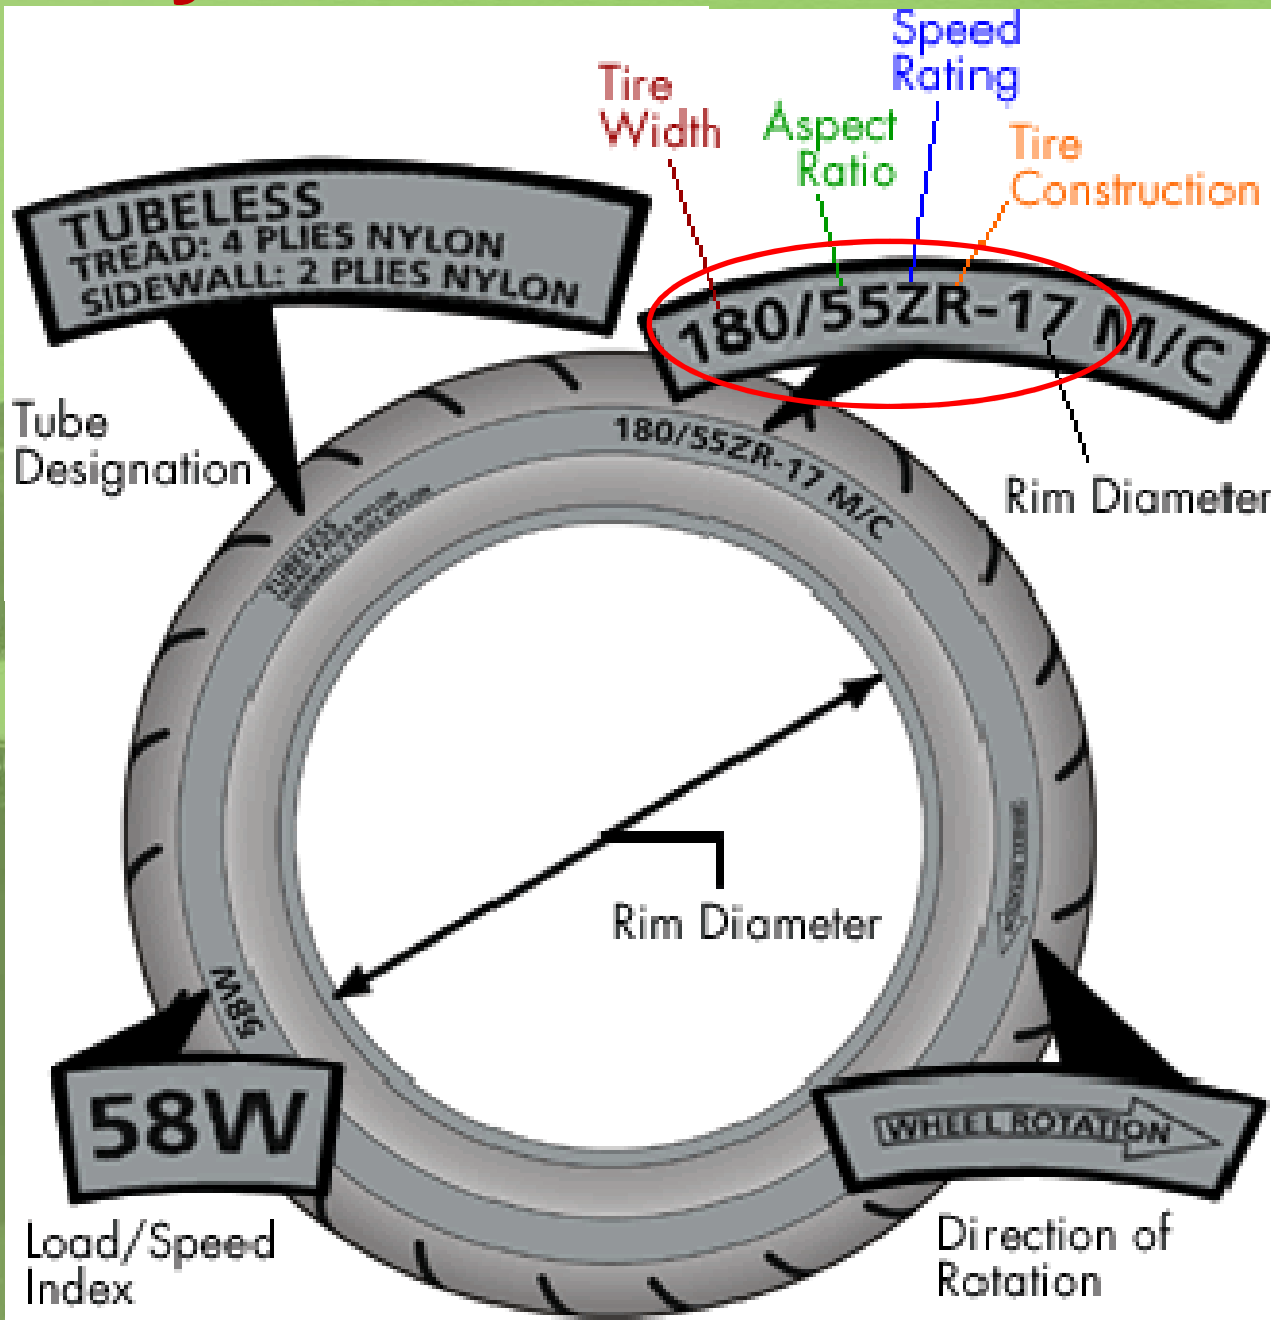 Speed
Rating
Tire
Width
Aspect
Ratio
Tire
Construction
TUBELESS
TREAD: 4 PLIES NYLON
SIDEWALL: 2 PLIES NYLON
180/55ZR-17 M/C
Tube
Designation
180/55ZR-17 M/C
Rim Diameter
TUBELESS
Rim Diameter
58W
58W
WHEEL ROTATION
Load/Speed
Index
Direction of
Rotation